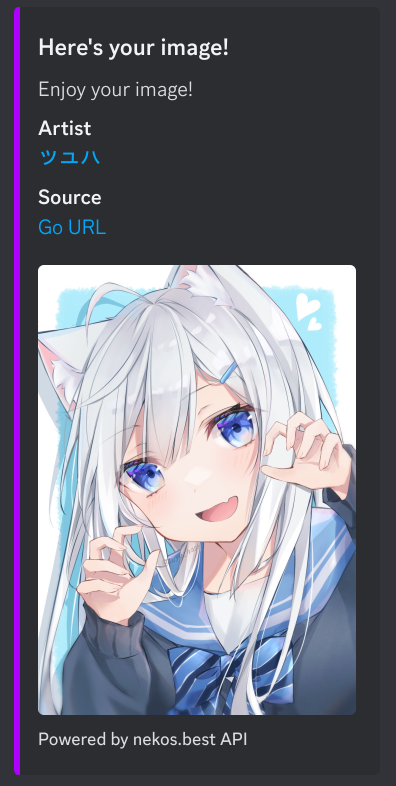 Here's your image!
Enjoy your image!
Artist
ツユハ
Source
Go URL
Powered by nekos.best API